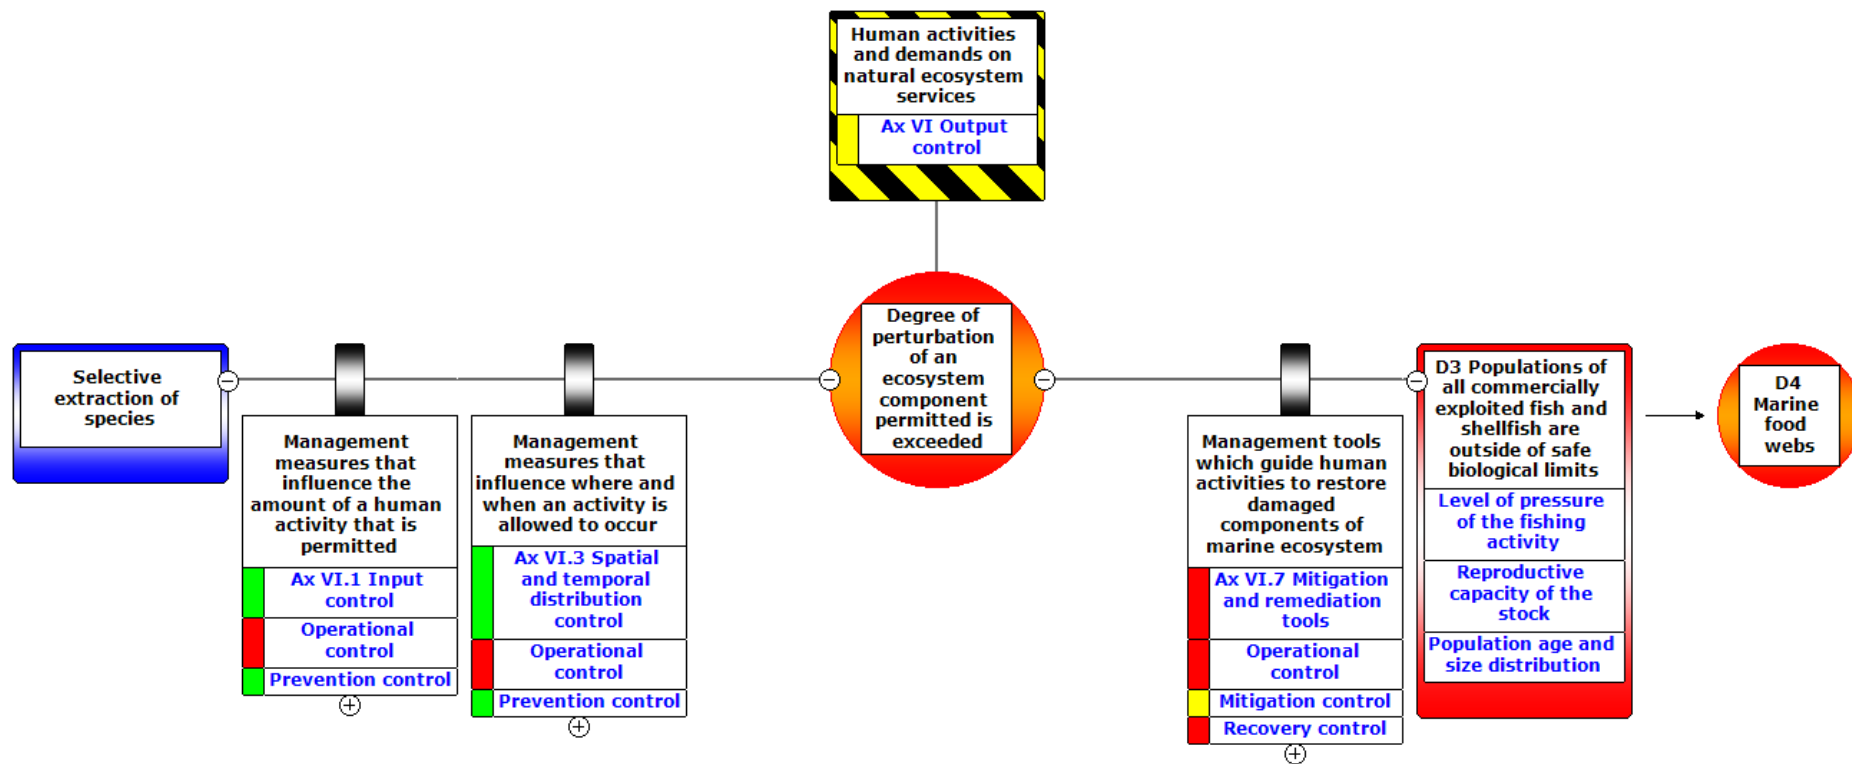 Human activities
and demands on
natural ecosystem
services
Ax VI Output
control
Selective
extraction of
species
Management
measures that
influence the
amount of a human
activity that is
permitted
Ax VI.1 Input
control
Operational
control
Prevention control
Management
measures that
influence where and
when an activity is
allowed to occur
Ax VI.3 Spatial
and temporal
distribution
control
Operational
control
Prevention control
Degree of
perturbation
of an
ecosystem
component
permitted is
exceeded
Management tools
which guide human
activities to restore
damaged
components of
marine ecosystem
Ax VI.7 Mitigation
and remediation
tools
Operational
control
Mitigation control
Recovery control
D3 Populations of
all commercially
exploited fish and
shellfish are
outside of safe
biological limits
Level of pressure
of the fishing
activity
Reproductive
capacity of the
stock
Population age and
size distribution
D4
Marine
food
webs